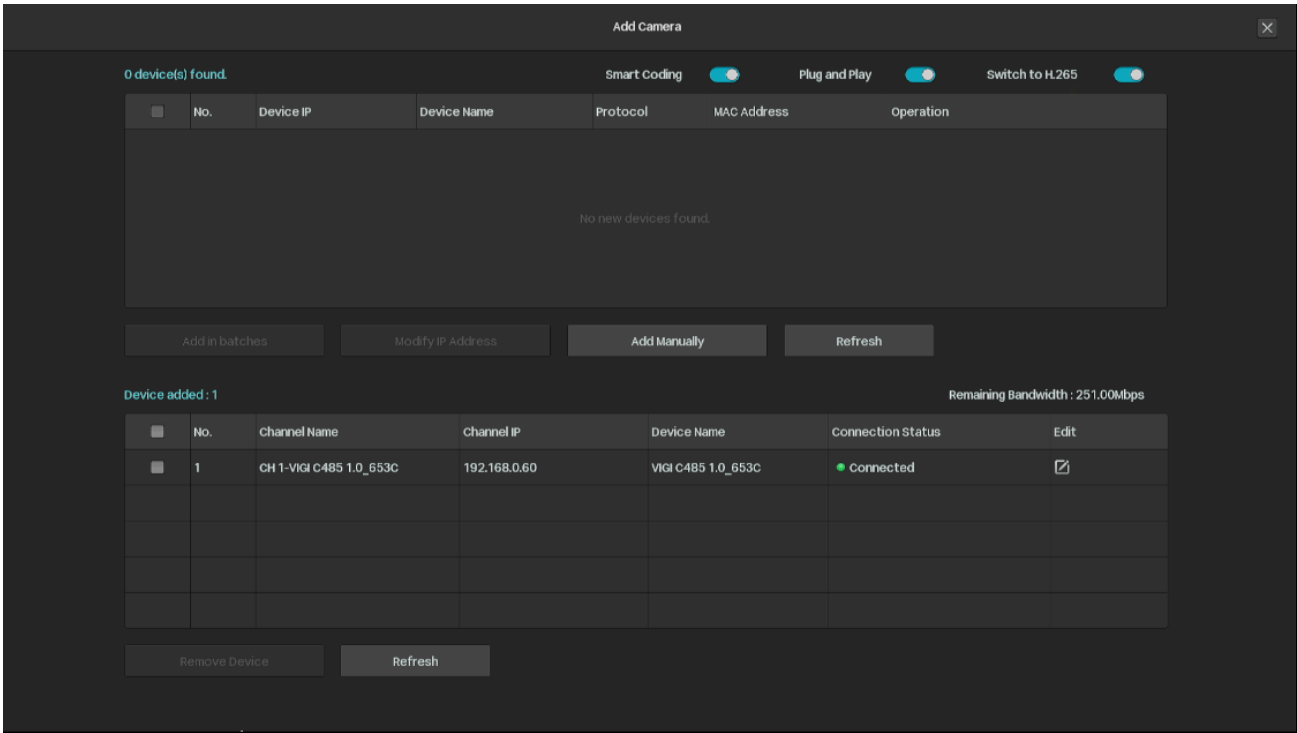 Add Camera
0 device(s) found. Smart Coding Plug and Play Switch to H.265
No. Device IP Device Name Protocol MAC Address Operation
No new devices found.
Add in batches Modify IP Address Add Manually Refresh
Device added : 1 Remaining Bandwidth : 251.00Mbps
No. Channel Name Channel IP Device Name Connection Status Edit
1 CH 1-VIGI C485 1.0_653C 192.168.0.60 VIGI C485 1.0_653C Connected
Remove Device Refresh